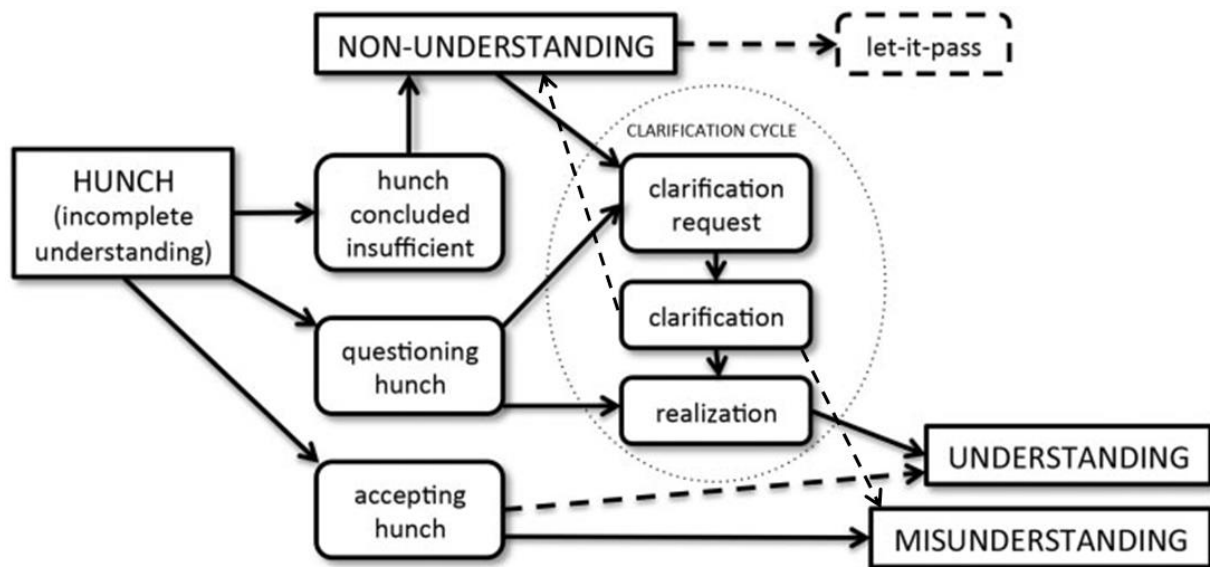 NON-UNDERSTANDING
let-it-pass
CLARIFICATION CYCLE
HUNCH
(incomplete
understanding)
hunch
concluded
insufficient
clarification
request
clarification
questioning
hunch
realization
accepting
hunch
UNDERSTANDING
MISUNDERSTANDING